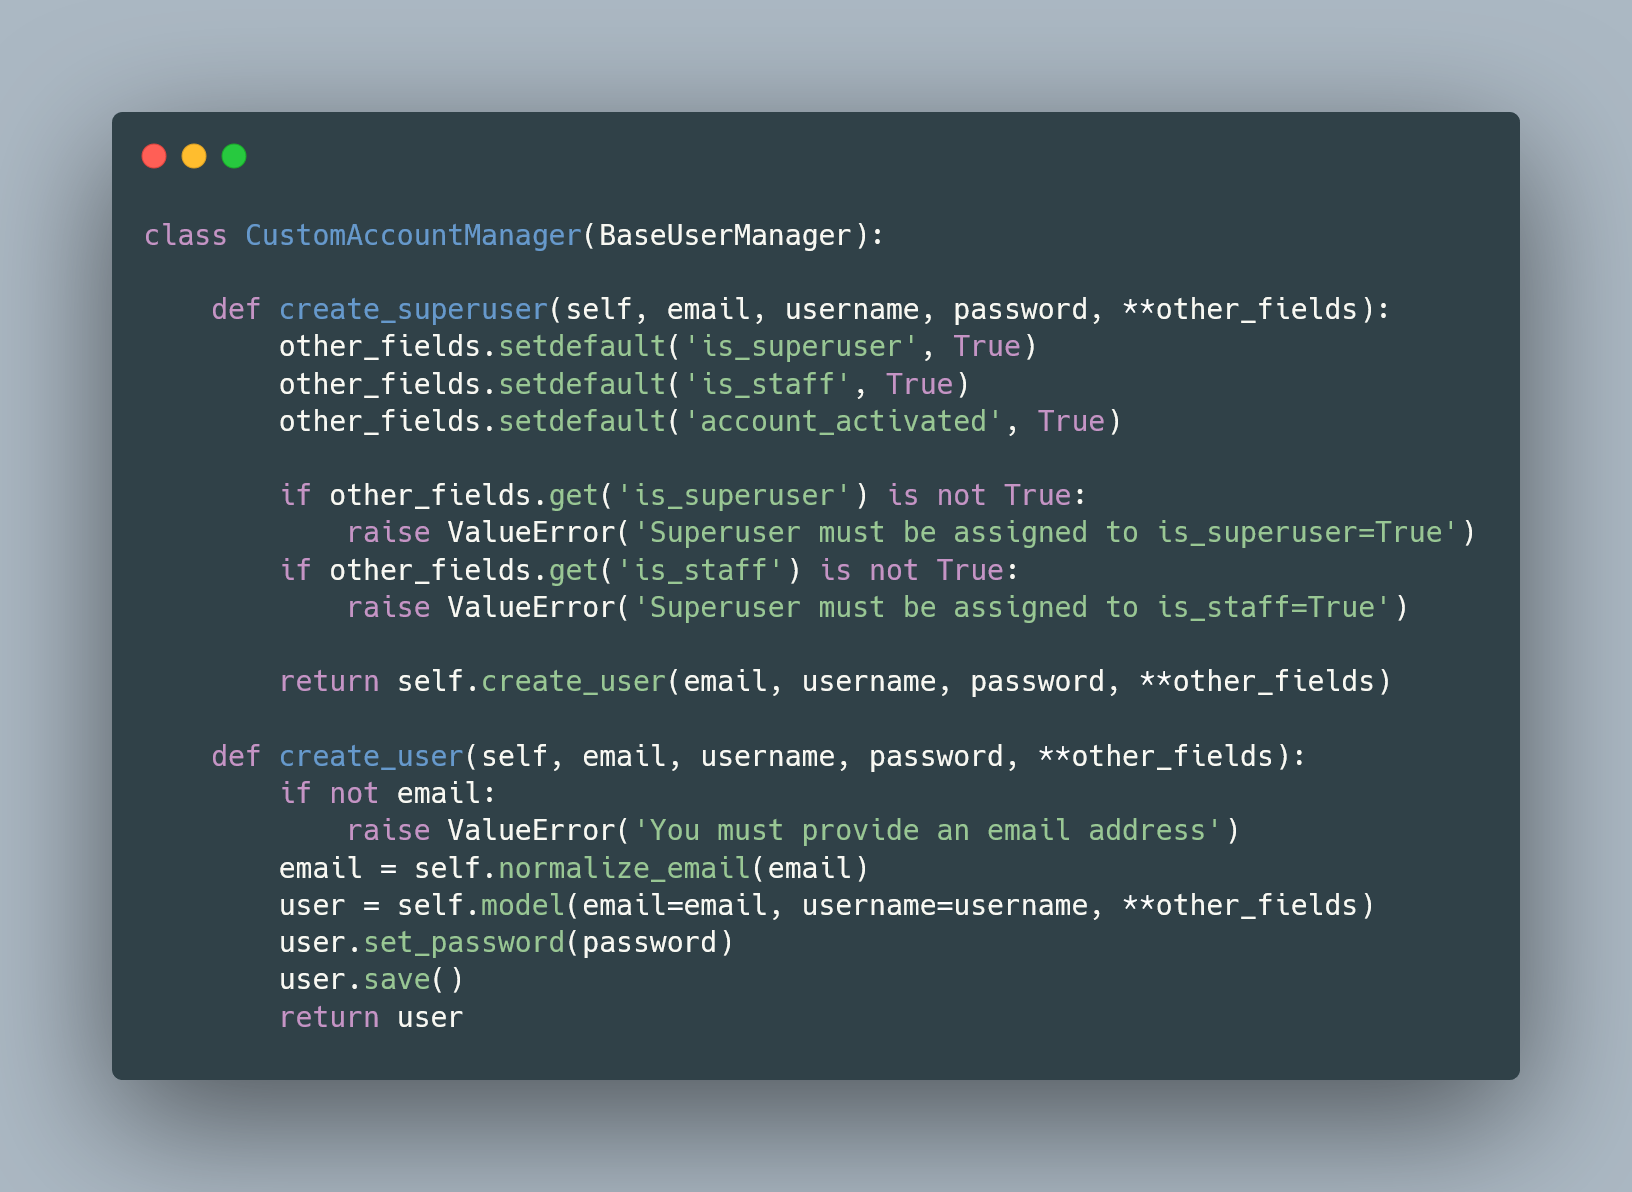 class CustomAccountManager(BaseUserManager):

    def create_superuser(self, email, username, password, **other_fields):
        other_fields.setdefault('is_superuser', True)
        other_fields.setdefault('is_staff', True)
        other_fields.setdefault('account_activated', True)

        if other_fields.get('is_superuser') is not True:
            raise ValueError('Superuser must be assigned to is_superuser=True')
        if other_fields.get('is_staff') is not True:
            raise ValueError('Superuser must be assigned to is_staff=True')

        return self.create_user(email, username, password, **other_fields)

    def create_user(self, email, username, password, **other_fields):
        if not email:
            raise ValueError('You must provide an email address')
        email = self.normalize_email(email)
        user = self.model(email=email, username=username, **other_fields)
        user.set_password(password)
        user.save()
        return user